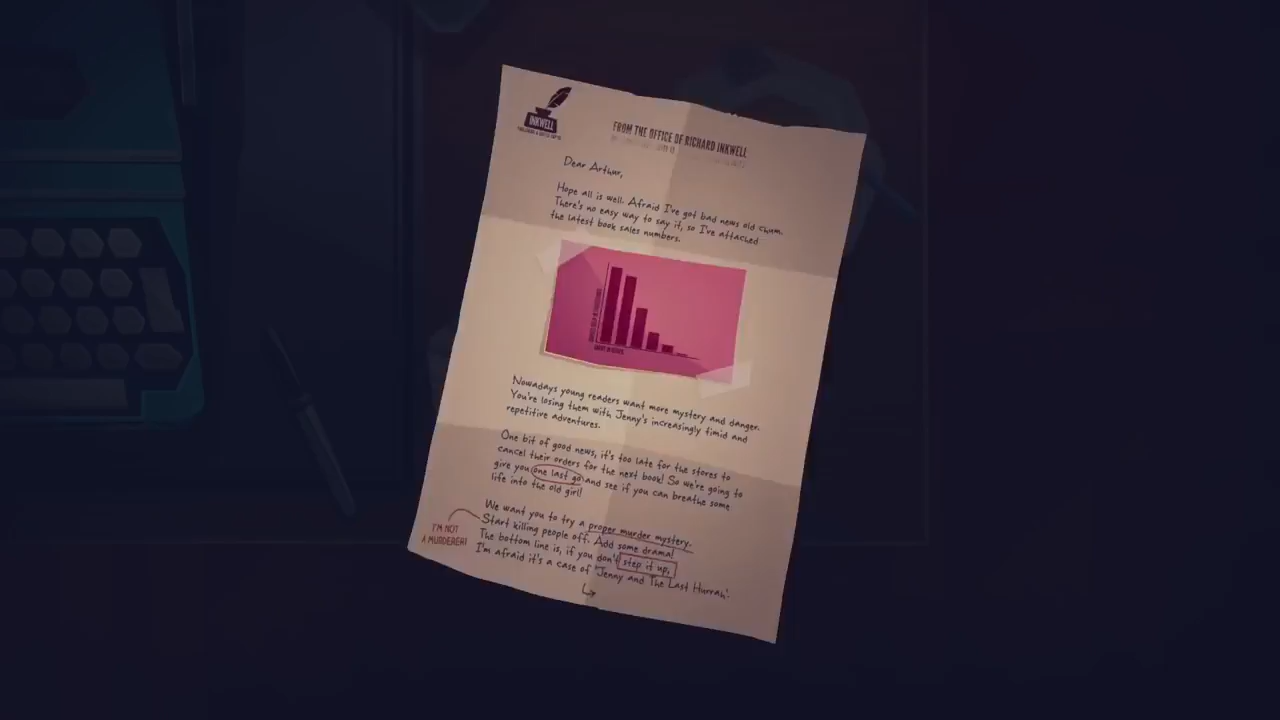 INKWELL
FROM THE OFFICE OF RICHARD INKWELL
Dear Arthur,
Hope all is well. Afraid I've got bad news old chum.
There's no easy way to say it, so I've attached
the latest book sales numbers.
Nowadays young readers want more mystery and danger.
You're losing them with Jenny's increasingly timid and
repetitive adventures.
One bit of good news, it's too late for the stores to
cancel their orders for the next book! So we're going to
give you one last go and see if you can breathe some
life into the old girl!
We want you to try a proper murder mystery.
Start killing people off. Add some drama!
The bottom line is, if you don't step it up,
I'm afraid it's a case of 'Jenny and The Last Hurrah'.
I'M NOT
A MURDERER!